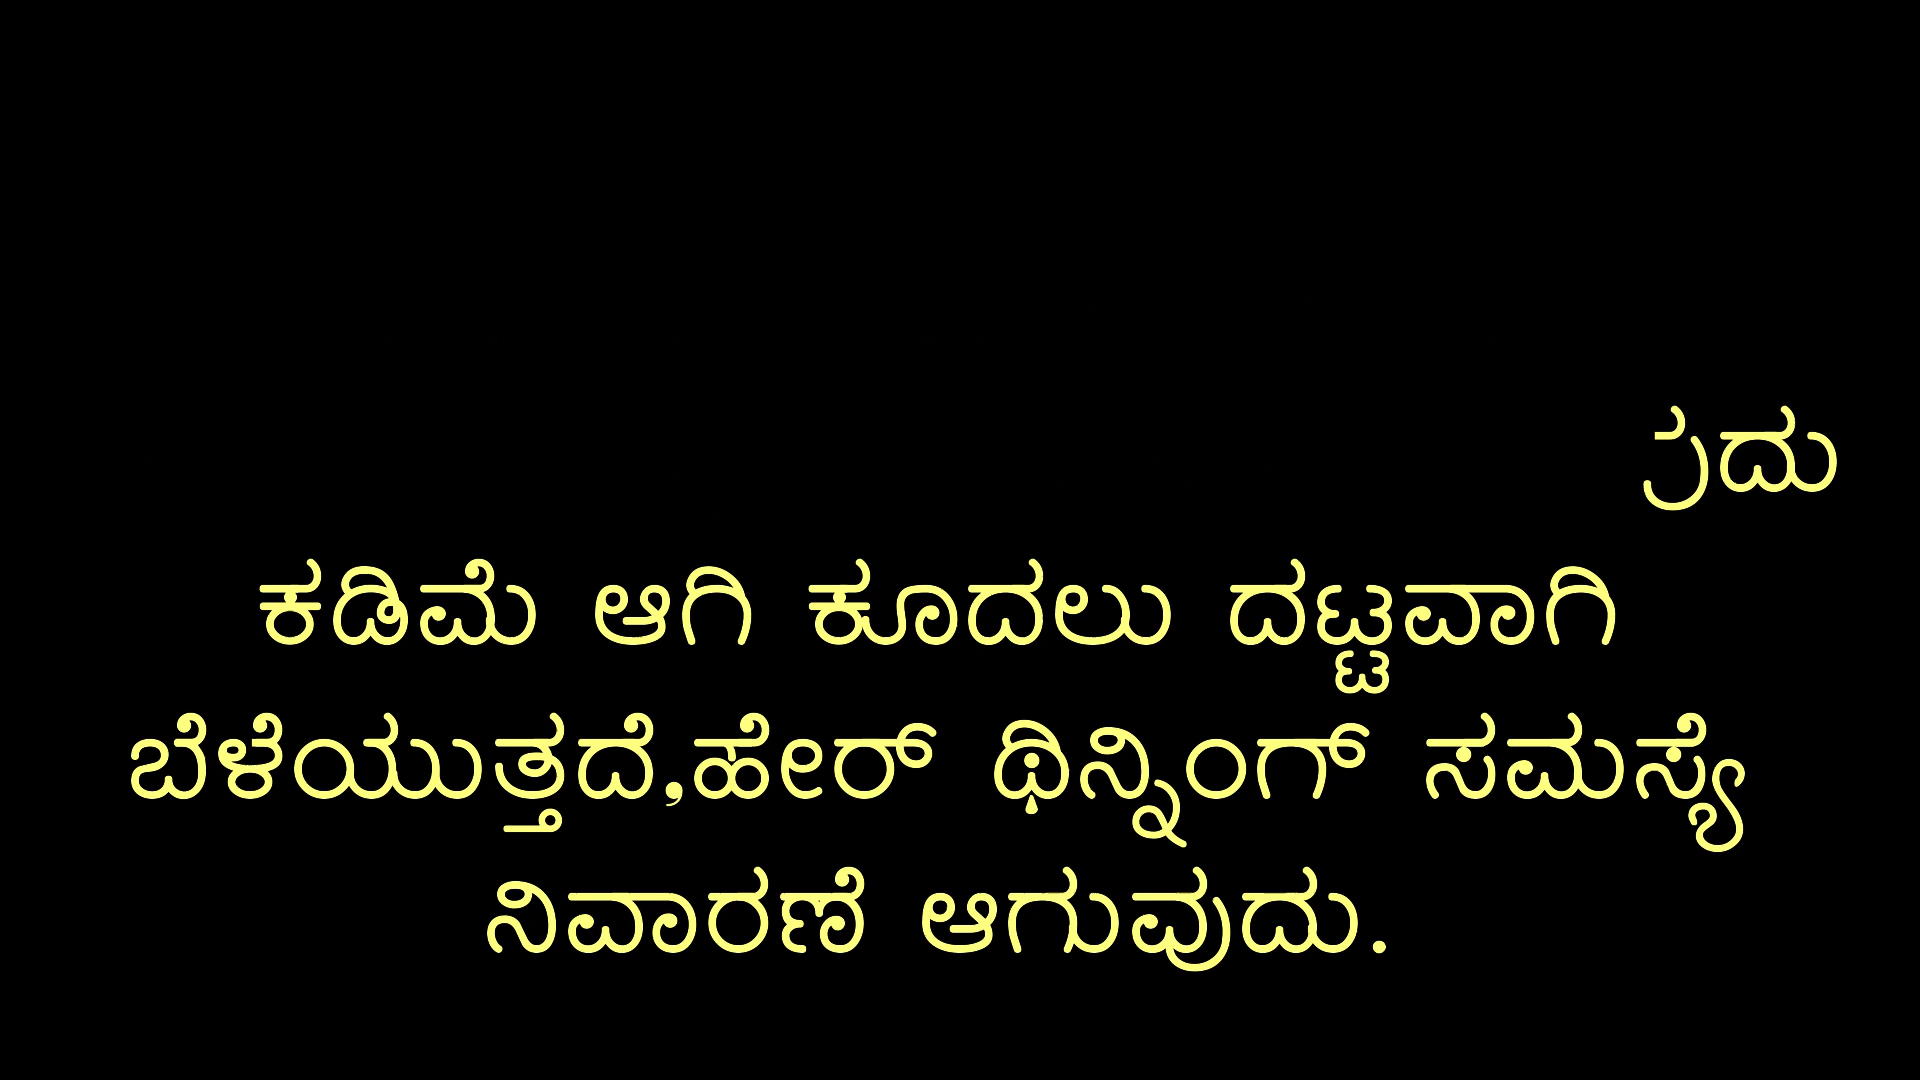 ಕಡಿಮೆ ಆಗಿ ಕೂದಲು ದಟ್ಟವಾಗಿ
ಬೆಳೆಯುತ್ತದೆ,ಹೇರ್ ಥಿನ್ನಿಂಗ್ ಸಮಸ್ಯೆ
ನಿವಾರಣೆ ಆಗುವುದು.